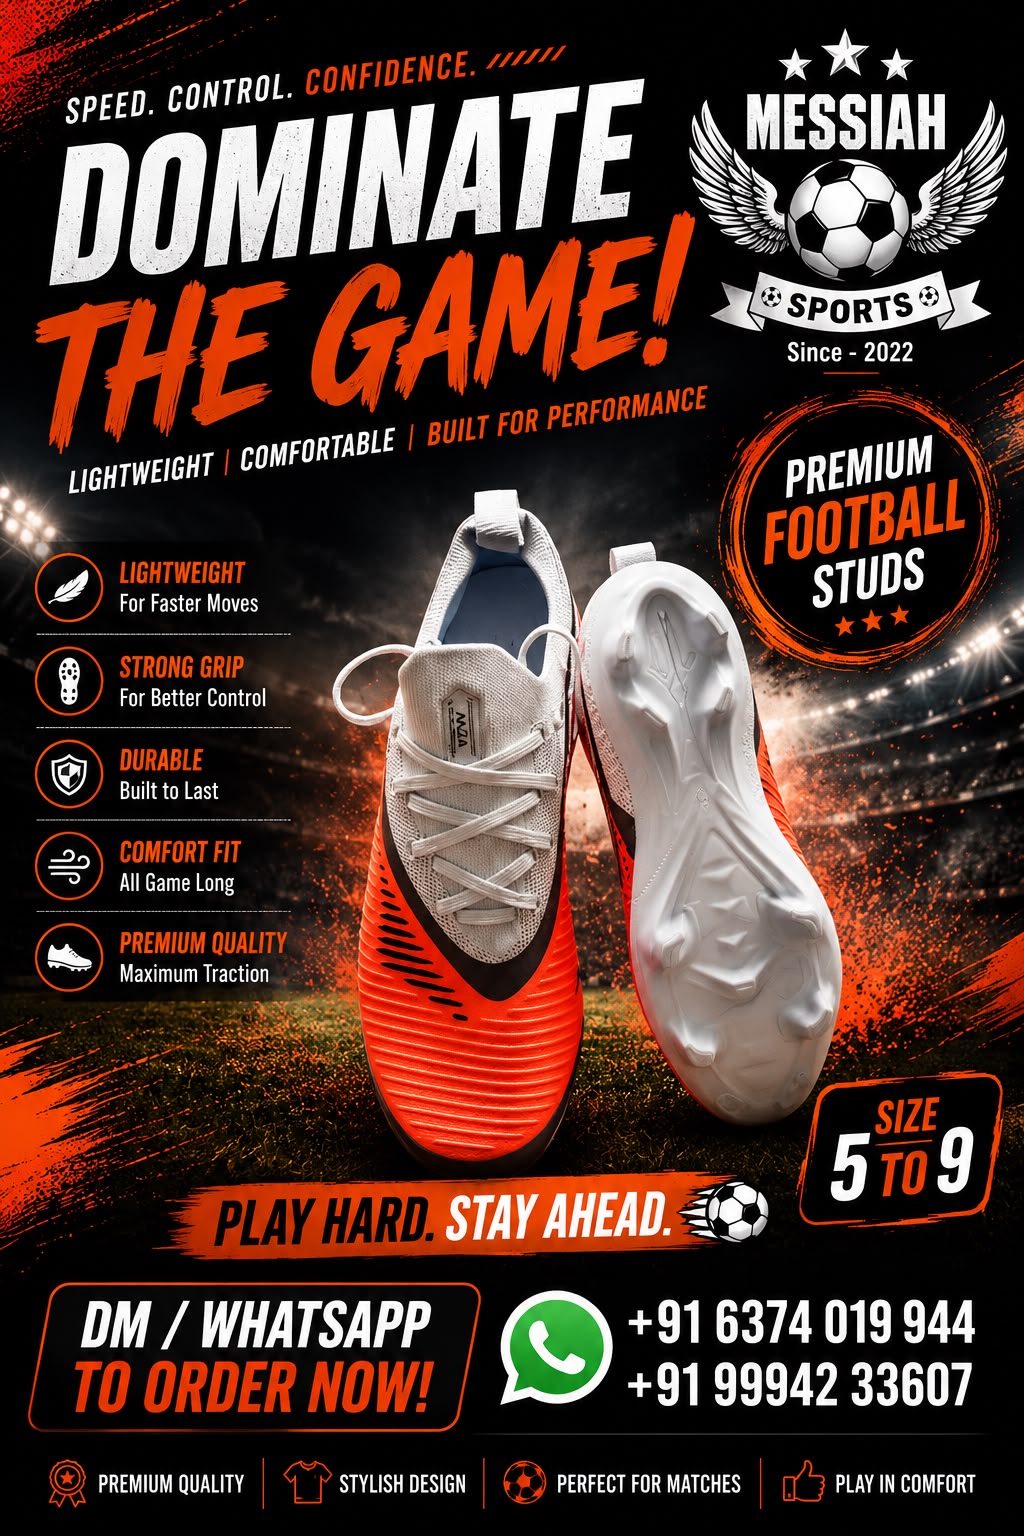 SPEED. CONTROL. CONFIDENCE.
DOMINATE
THE GAME!
LIGHTWEIGHT | COMFORTABLE | BUILT FOR PERFORMANCE
MESSIAH
SPORTS
Since - 2022
PREMIUM
FOOTBALL
STUDS
LIGHTWEIGHT
For Faster Moves
STRONG GRIP
For Better Control
DURABLE
Built to Last
COMFORT FIT
All Game Long
PREMIUM QUALITY
Maximum Traction
SIZE
5 TO 9
PLAY HARD. STAY AHEAD.
DM / WHATSAPP
TO ORDER NOW!
+91 6374 019 944
+91 99942 33607
PREMIUM QUALITY
STYLISH DESIGN
PERFECT FOR MATCHES
PLAY IN COMFORT